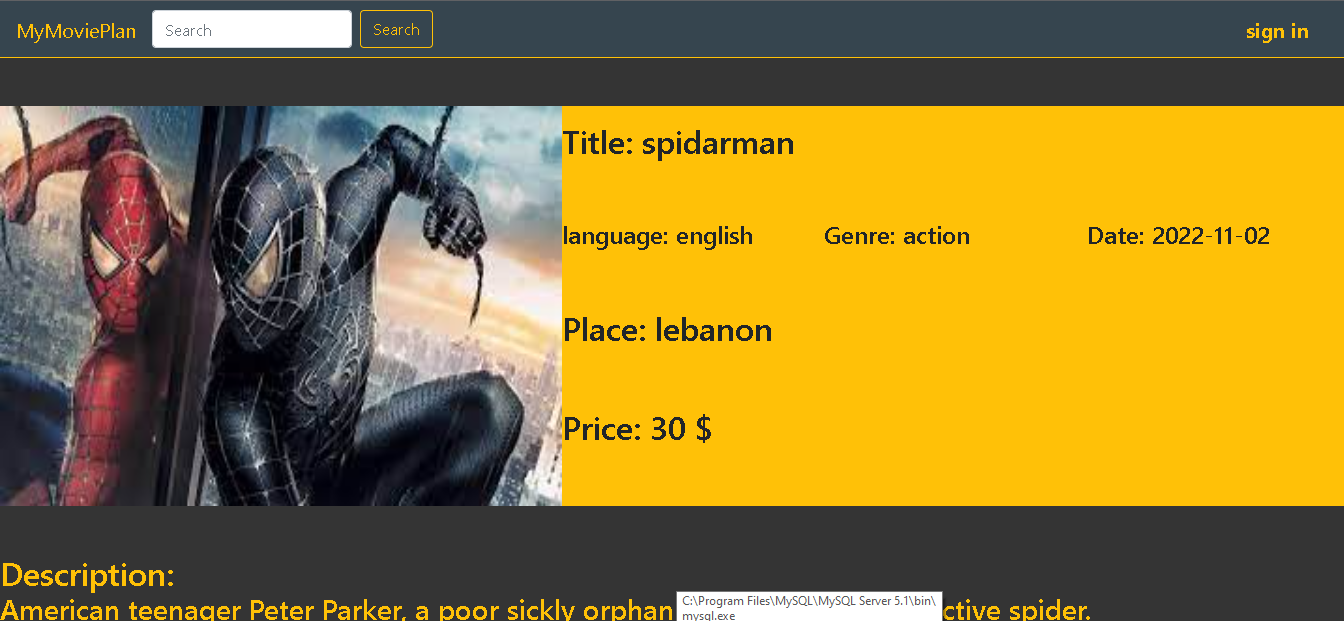 MyMoviePlan
Search
Search
sign in
Title: spidarman
language: english
Genre: action
Date: 2022-11-02
Place: lebanon
Price: 30 $
Description:
American teenager Peter Parker, a poor sickly orphan
ctive spider.
C:\Program Files\MySQL\MySQL Server 5.1\bin\
mysql.exe